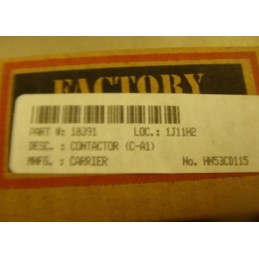 FACTORY
PART #: 18391 LOC.: 1J11H2
DESC. : CONTACTOR (C-A1)
MNFG. : CARRIER No. HN53CD115